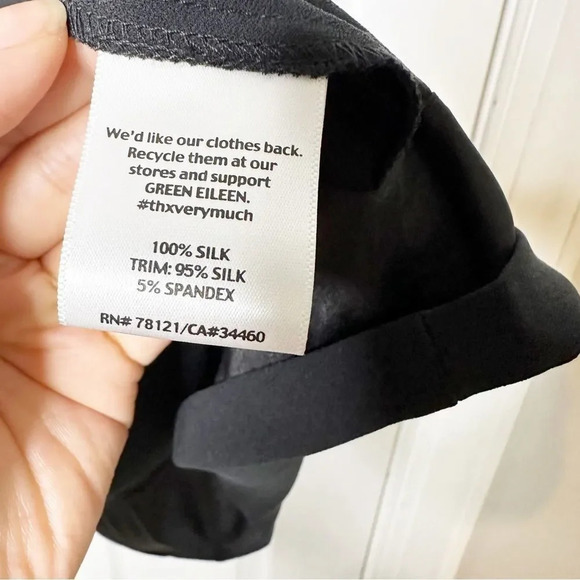 We'd like our clothes back.
Recycle them at our
stores and support
GREEN EILEEN.
#thxverymuch
100% SILK
TRIM: 95% SILK
5% SPANDEX
RN# 78121/CA#34460